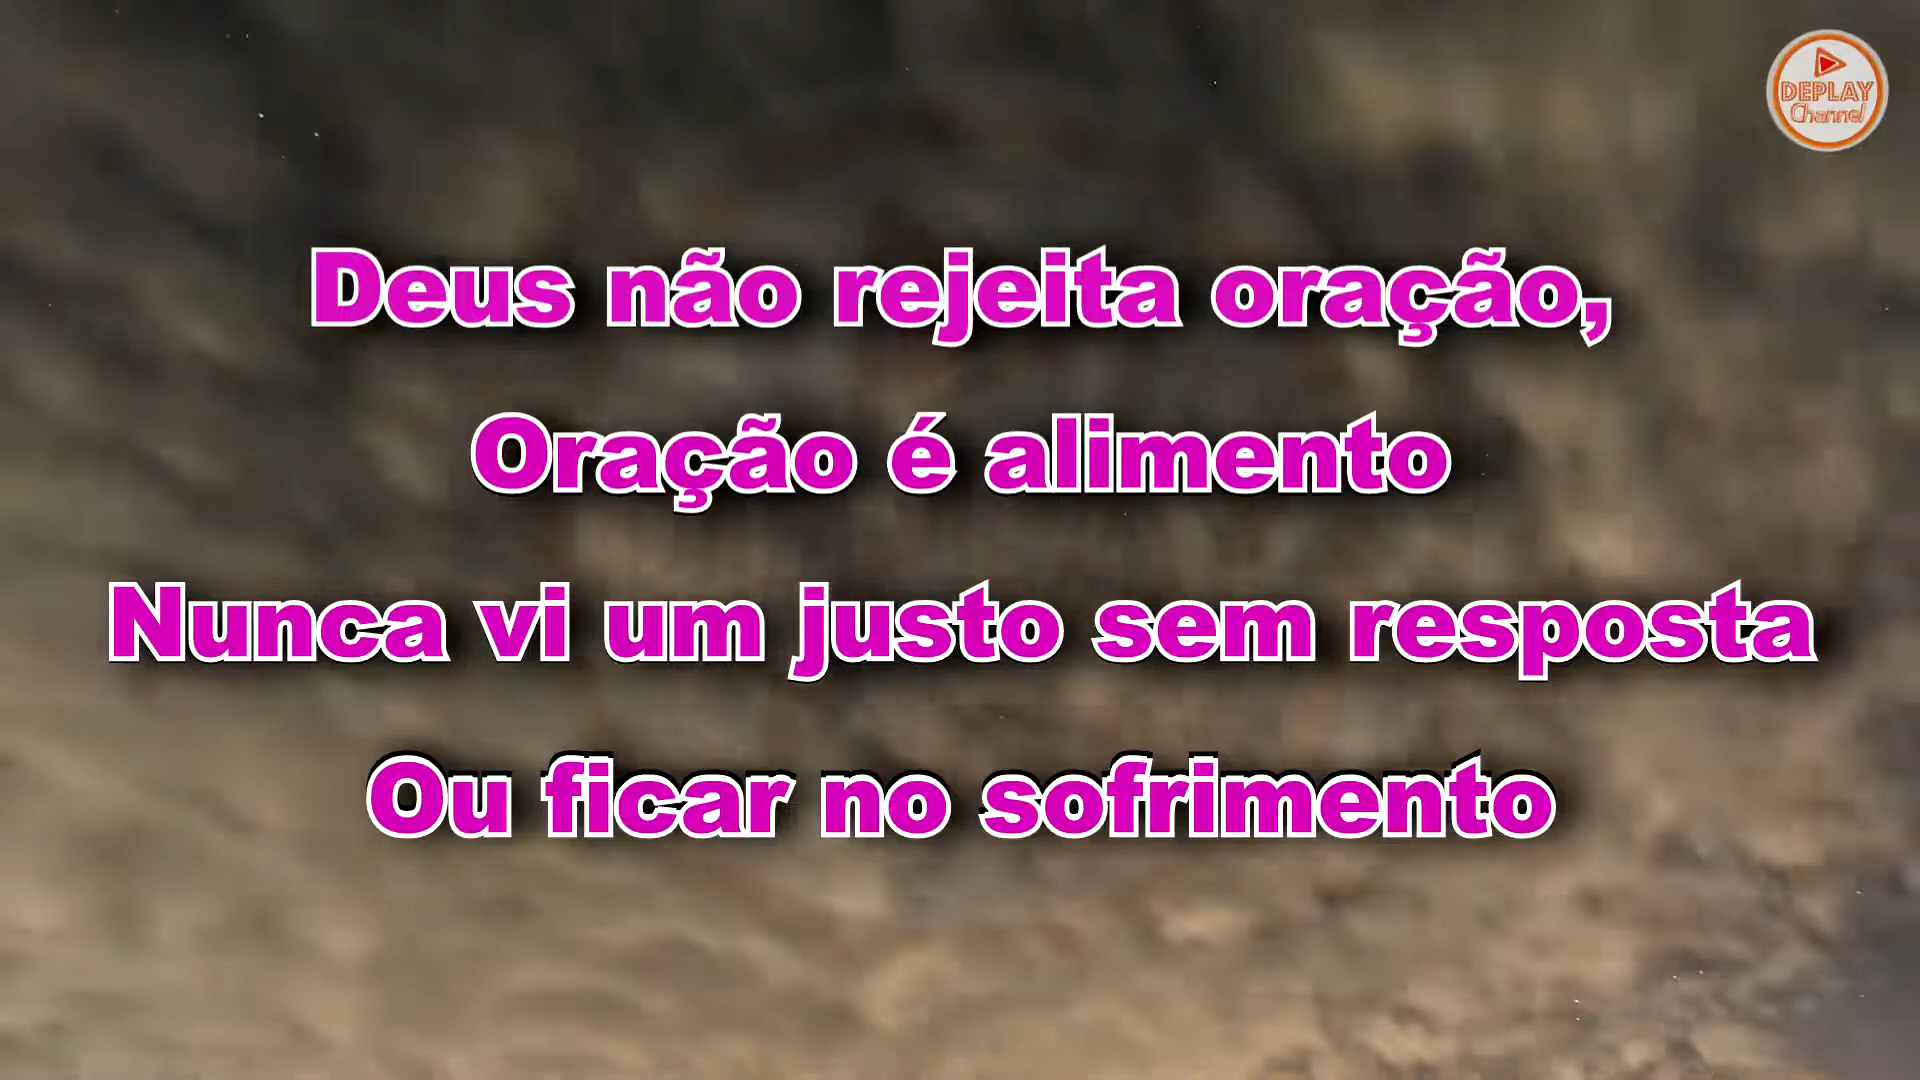 DEPLAY
Channel
Deus não rejeita oração,
Oração é alimento
Nunca vi um justo sem resposta
Ou ficar no sofrimento